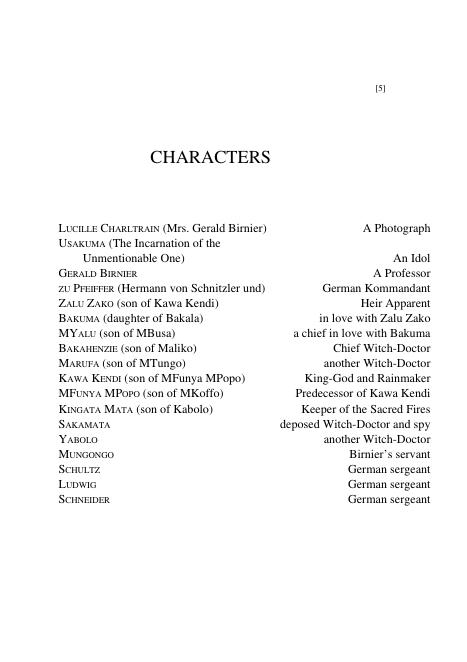 [5]
CHARACTERS
LUCILLE CHARLTRAIN (Mrs. Gerald Birnier) A Photograph
USAKUMA (The Incarnation of the
Unmentionable One) An Idol
GERALD BIRNIER A Professor
ZU PFEIFFER (Hermann von Schnitzler und) German Kommandant
ZALU ZAKO (son of Kawa Kendi) Heir Apparent
BAKUMA (daughter of Bakala) in love with Zalu Zako
MYALU (son of MBusa) a chief in love with Bakuma
BAKAHENZIE (son of Maliko) Chief Witch-Doctor
MARUFA (son of MTungo) another Witch-Doctor
KAWA KENDI (son of MFunya MPopo) King-God and Rainmaker
MFUNYA MPOPO (son of MKoffo) Predecessor of Kawa Kendi
KINGATA MATA (son of Kabolo) Keeper of the Sacred Fires
SAKAMATA deposed Witch-Doctor and spy
YABOLO another Witch-Doctor
MUNGONGO Birnier's servant
SCHULTZ German sergeant
LUDWIG German sergeant
SCHNEIDER German sergeant